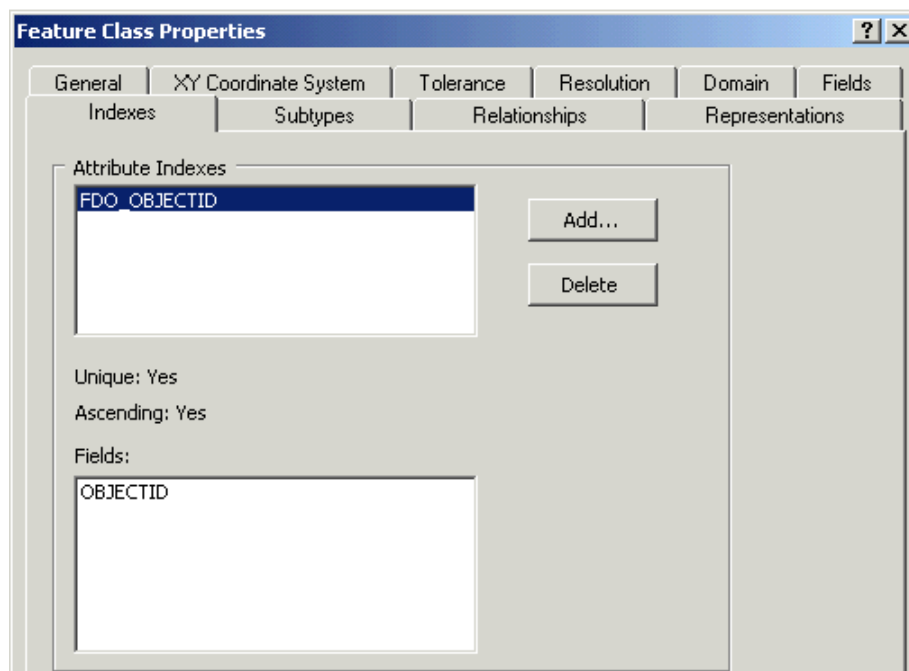 Feature Class Properties
General XY Coordinate System Tolerance Resolution Domain Fields
Indexes Subtypes Relationships Representations
Attribute Indexes
FDO_OBJECTID
Add...
Delete
Unique: Yes
Ascending: Yes
Fields:
OBJECTID